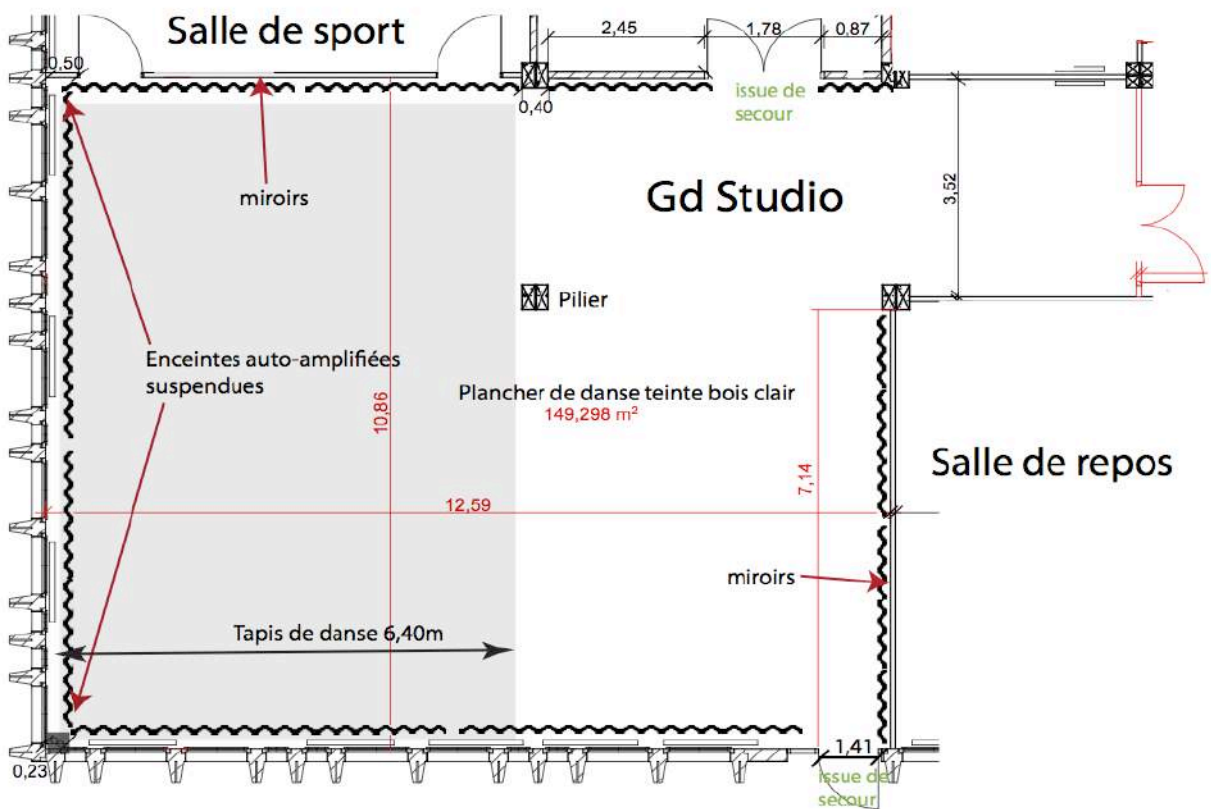 Salle de sport
2,45
1,78
0.87
0,50
0,40
issue de
secour
miroirs
Gd Studio
3,52
Pilier
Enceintes auto-amplifiées
suspendues
10,86
Plancher de danse teinte bois clair
149,298 m²
7,14
Salle de repos
12,59
miroirs
Tapis de danse 6,40m
0,23
1,41
issue de
secour